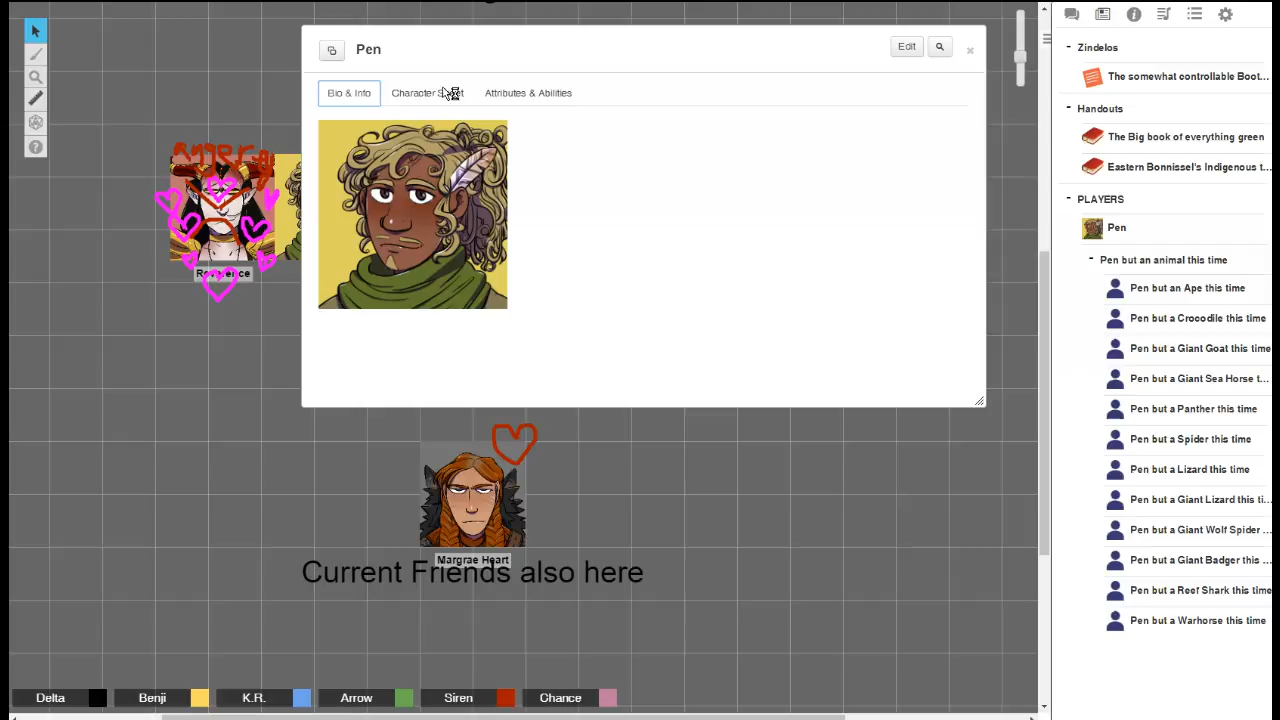 Pen
Edit
Bio & Info
Attributes & Abilities
Anger
Reverence
Margrae Heart
Current Friends also here
Delta
Benji
K.R.
Arrow
Siren
Chance
Zindelos
The somewhat controllable Boot...
Handouts
The Big book of everything green
Eastern Bonnissel's Indigenous t...
PLAYERS
Pen
Pen but an animal this time
Pen but an Ape this time
Pen but a Crocodile this time
Pen but a Giant Goat this time
Pen but a Giant Sea Horse t...
Pen but a Panther this time
Pen but a Spider this time
Pen but a Lizard this time
Pen but a Giant Lizard this ti...
Pen but a Giant Wolf Spider ...
Pen but a Giant Badger this ...
Pen but a Reef Shark this time
Pen but a Warhorse this time